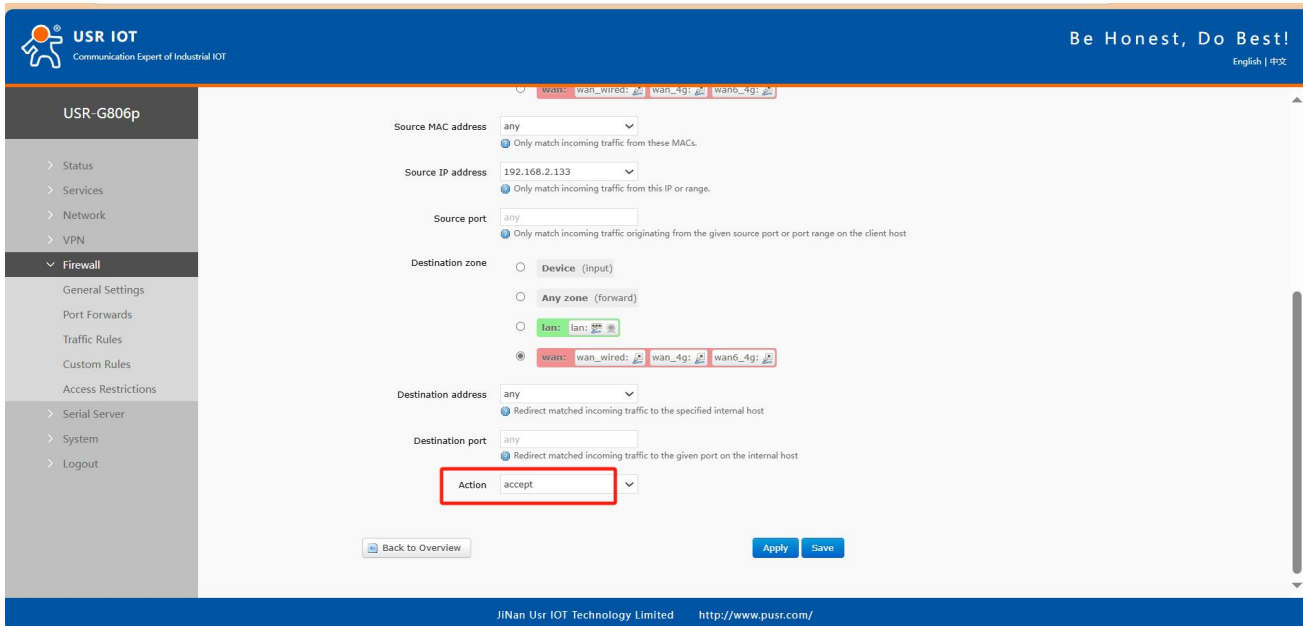 USR IOT
Communication Expert of Industrial IOT
Be Honest, Do Best!
English | 中文
USR-G806p
Status
Services
Network
VPN
Firewall
General Settings
Port Forwards
Traffic Rules
Custom Rules
Access Restrictions
Serial Server
System
Logout
wan: wan_wired: wan_4g: wan6_4g:
Source MAC address any
Only match incoming traffic from these MACs.
Source IP address 192.168.2.133
Only match incoming traffic from this IP or range.
Source port any
Only match incoming traffic originating from the given source port or port range on the client host
Destination zone
Device (input)
Any zone (forward)
lan: lan:
wan: wan_wired: wan_4g: wan6_4g:
Destination address any
Redirect matched incoming traffic to the specified internal host
Destination port any
Redirect matched incoming traffic to the given port on the internal host
Action accept
Back to Overview
Apply Save
JiNan Usr IOT Technology Limited http://www.pusr.com/